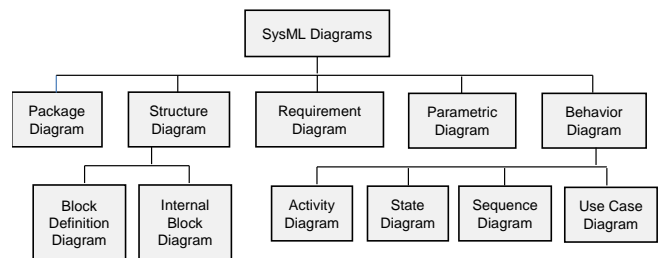 SysML Diagrams
Package
Diagram
Structure
Diagram
Requirement
Diagram
Parametric
Diagram
Behavior
Diagram
Block
Definition
Diagram
Internal
Block
Diagram
Activity
Diagram
State
Diagram
Sequence
Diagram
Use Case
Diagram